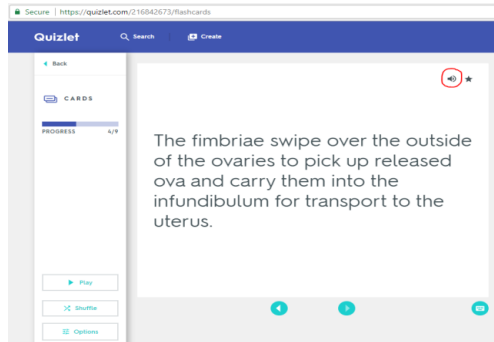 Secure | https://quizlet.com/216842673/flashcards
Quizlet Search Create
Back
CARDS
PROGRESS 4/9
The fimbriae swipe over the outside
of the ovaries to pick up released
ova and carry them into the
infundibulum for transport to the
uterus.
Play
Shuffle
Options